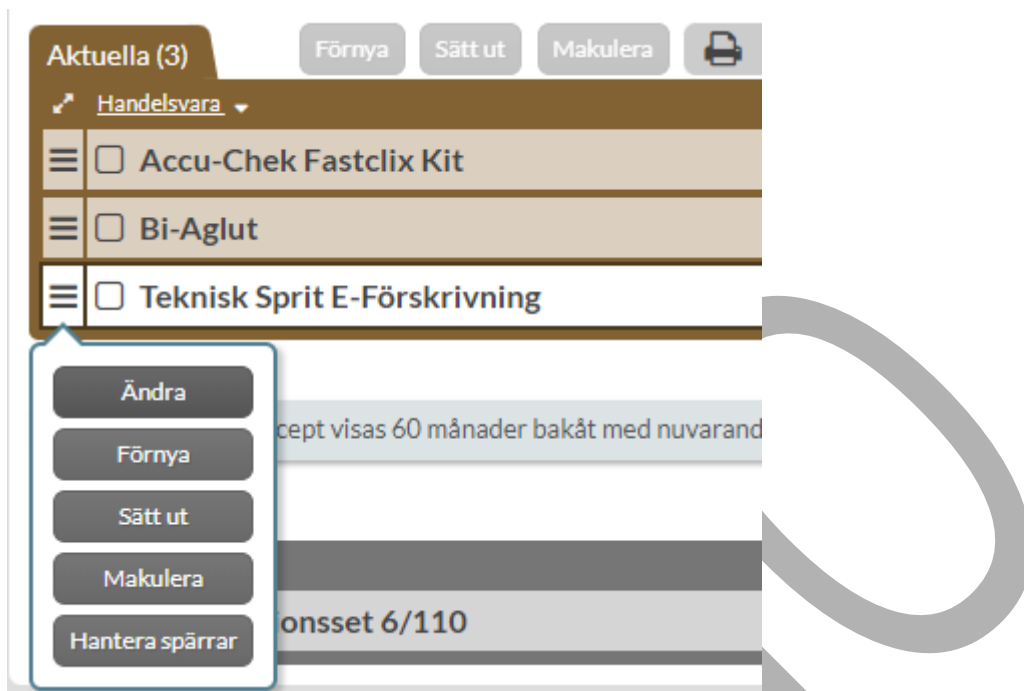 Aktuella (3) Förnya Sätt ut Makulera
Handelsvara
Accu-Chek Fastclix Kit
Bi-Aglut
Teknisk Sprit E-Förskrivning
Ändra
cept visas 60 månader bakåt med nuvarand
Förnya
Sätt ut
Makulera
onsset 6/110
Hantera spärrar